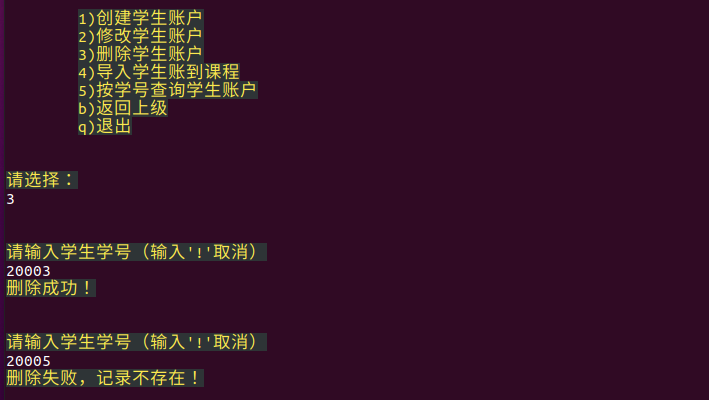 1)创建学生账户
2)修改学生账户
3)删除学生账户
4)导入学生账到课程
5)按学号查询学生账户
b)返回上级
q)退出
请选择：
3
请输入学生学号（输入'!'取消）
20003
删除成功！
请输入学生学号（输入'!'取消）
20005
删除失败，记录不存在！